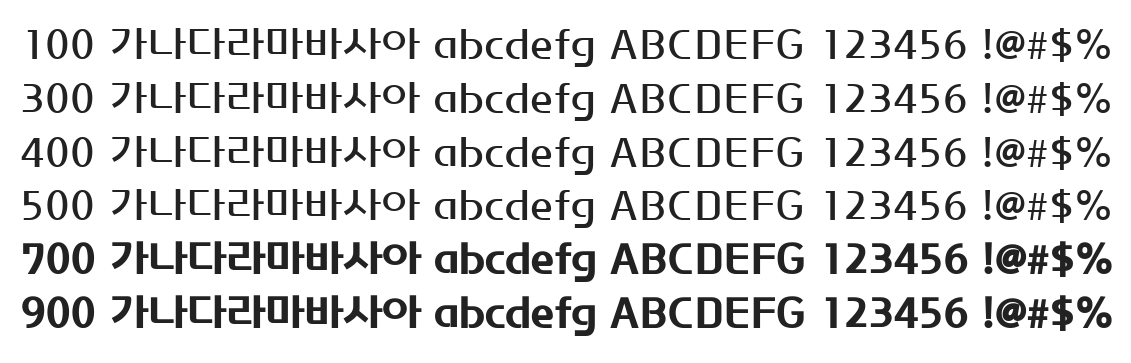 100 가나다라마바사아 abcdefg ABCDEFG 123456 !@#$%
300 가나다라마바사아 abcdefg ABCDEFG 123456 !@#$%
400 가나다라마바사아 abcdefg ABCDEFG 123456 !@#$%
500 가나다라마바사아 abcdefg ABCDEFG 123456 !@#$%
700 가나다라마바사아 abcdefg ABCDEFG 123456 !@#$%
900 가나다라마바사아 abcdefg ABCDEFG 123456 !@#$%